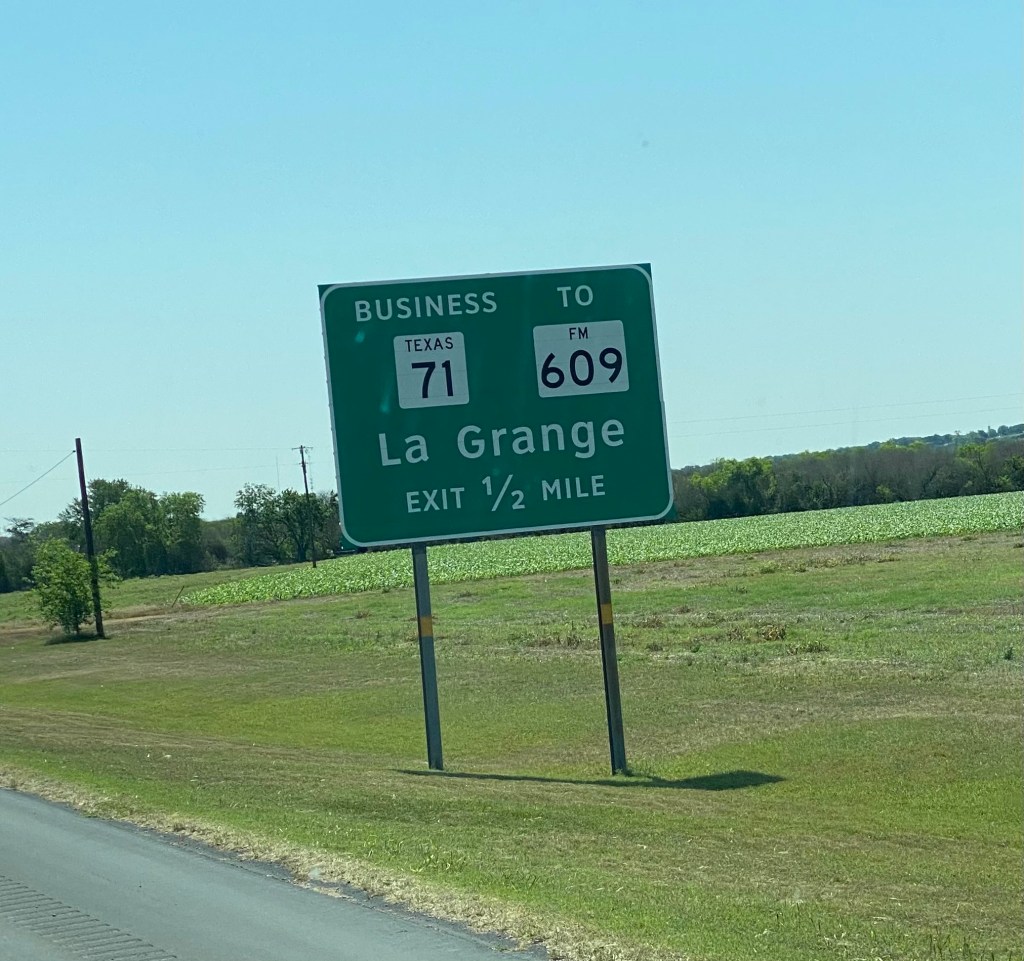 BUSINESS TO
TEXAS FM
71 609
La Grange
EXIT 1/2 MILE